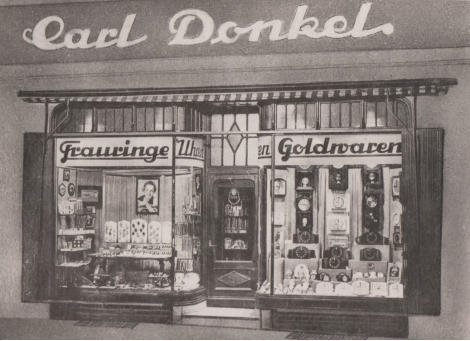 Carl Donkel.
Trauringe Uhren Goldwaren